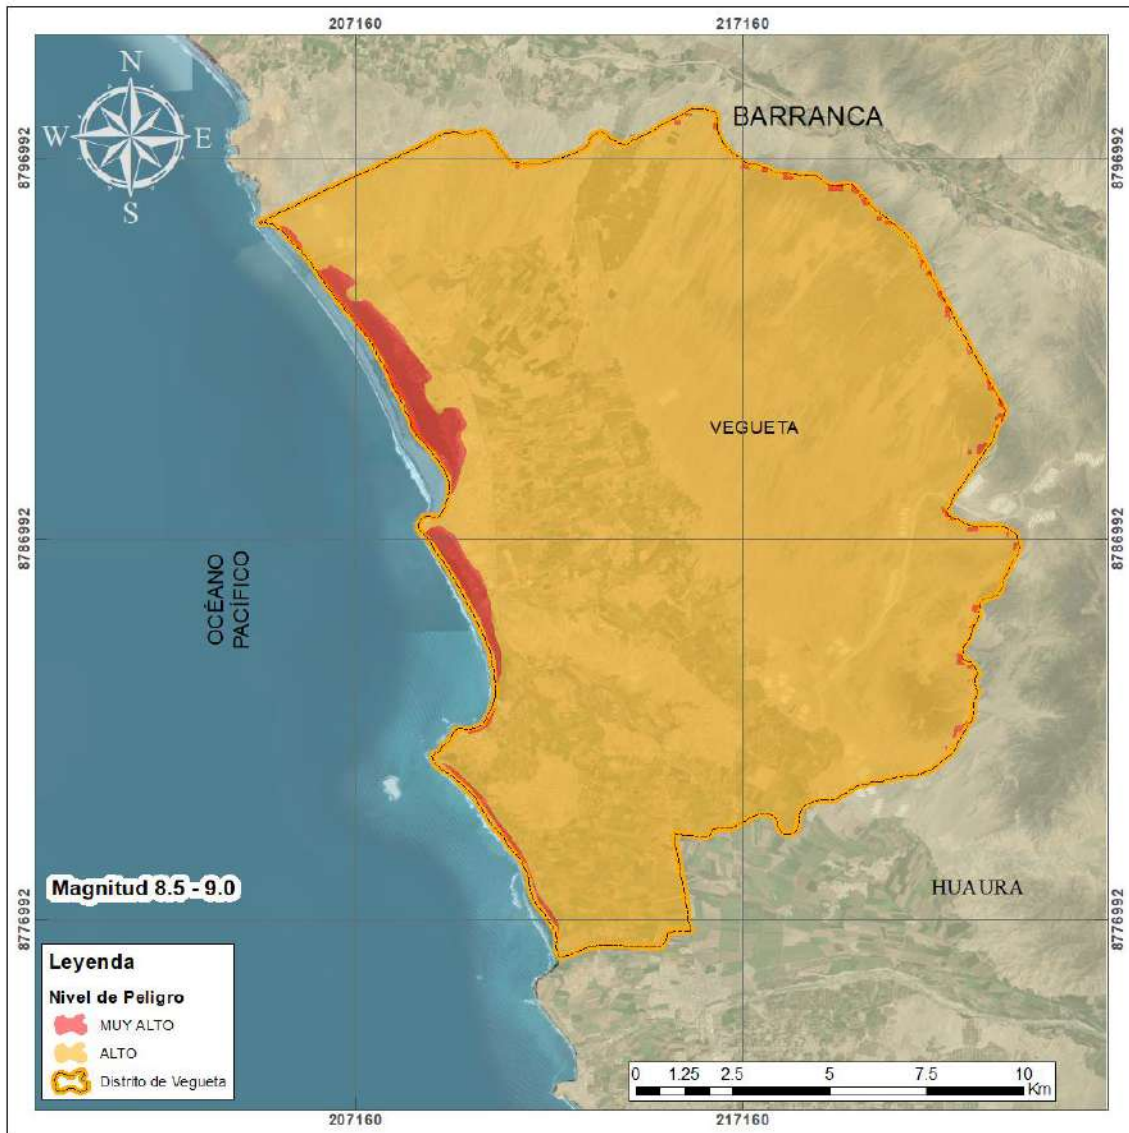 207160
217160
N
W
E
S
BARRANCA
8796992
8796992
VEGUETA
8786992
8786992
OCÉANO
PACÍFICO
Magnitud 8.5 - 9.0
HUAURA
8776992
8776992
Leyenda
Nivel de Peligro
MUY ALTO
ALTO
Distrito de Vegueta
0 1.25 2.5 5 7.5 10
Km
207160
217160